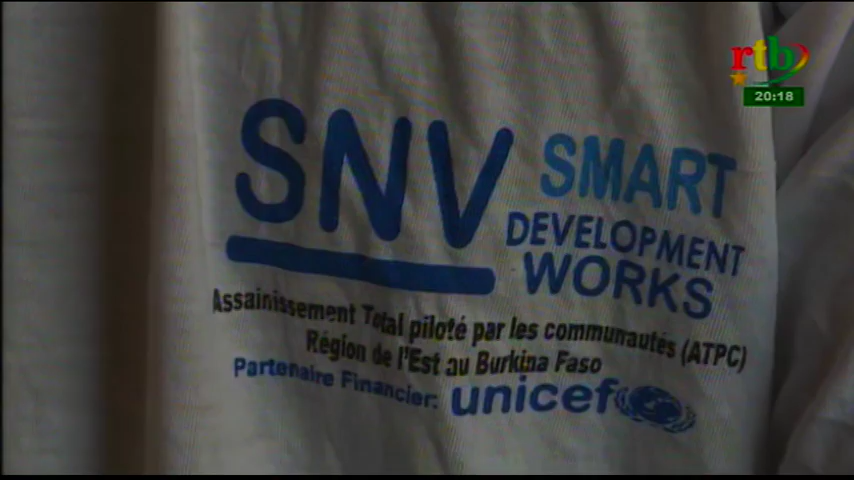 rtb
20:18
SNV SMART
DEVELOPMENT
WORKS
Assainissement Total piloté par les communautés (ATPC)
Région de l'Est au Burkina Faso
Partenaire Financier: unicef